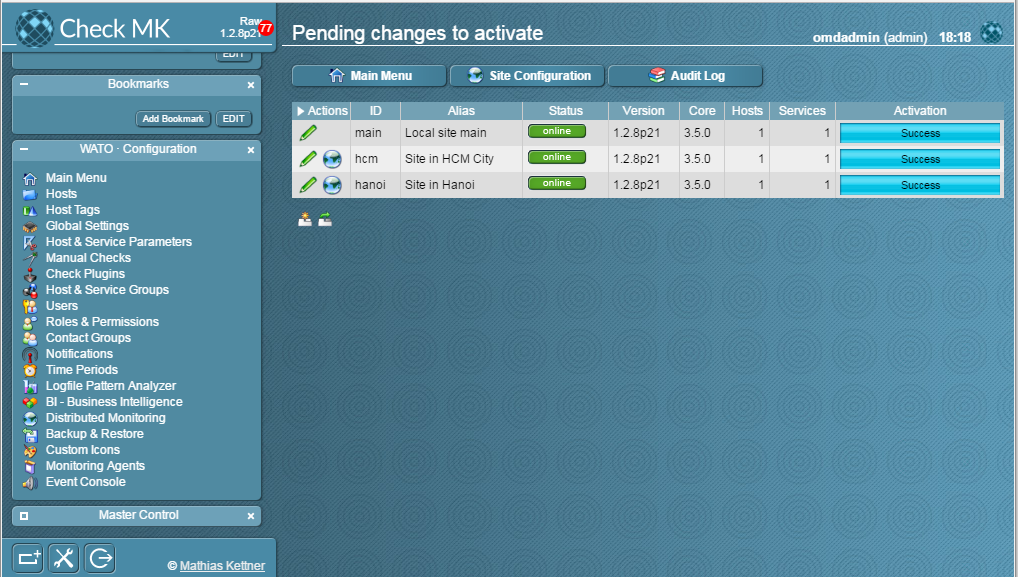 Check MK
Raw
1.2.8p21
77
EDIT
Bookmarks
Add Bookmark EDIT
WATO · Configuration
Main Menu
Hosts
Host Tags
Global Settings
Host & Service Parameters
Manual Checks
Check Plugins
Host & Service Groups
Users
Roles & Permissions
Contact Groups
Notifications
Time Periods
Logfile Pattern Analyzer
BI - Business Intelligence
Distributed Monitoring
Backup & Restore
Custom Icons
Monitoring Agents
Event Console
Master Control
© Mathias Kettner
Pending changes to activate
omdadmin (admin) 18:18
Main Menu Site Configuration Audit Log
Actions ID Alias Status Version Core Hosts Services Activation
main Local site main online 1.2.8p21 3.5.0 1 1 Success
hcm Site in HCM City online 1.2.8p21 3.5.0 1 1 Success
hanoi Site in Hanoi online 1.2.8p21 3.5.0 1 1 Success